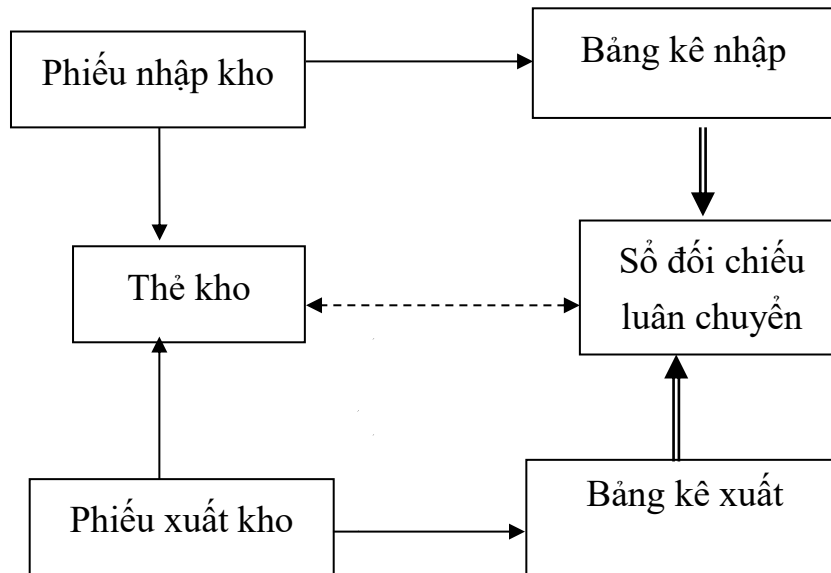 Phiếu nhập kho
Bảng kê nhập
Thẻ kho
Sổ đối chiếu
luân chuyển
Phiếu xuất kho
Bảng kê xuất